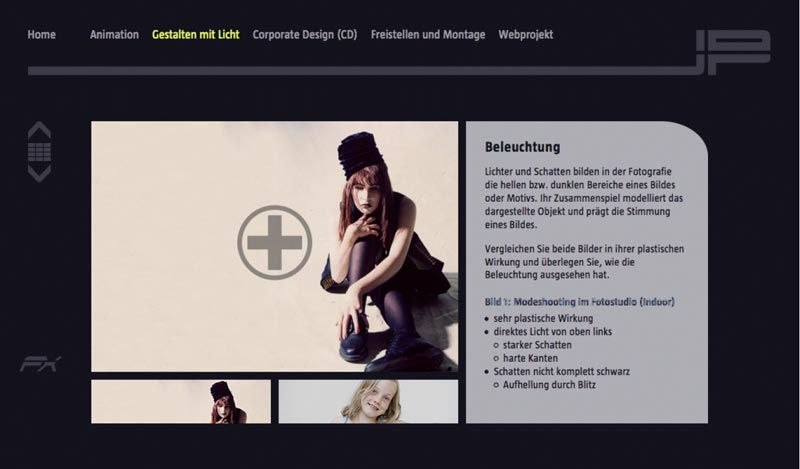 Home Animation Gestalten mit Licht Corporate Design (CD) Freistellen und Montage Webprojekt
JP
Beleuchtung
Lichter und Schatten bilden in der Fotografie
die hellen bzw. dunklen Bereiche eines Bildes
oder Motivs. Ihr Zusammenspiel modelliert das
dargestellte Objekt und prägt die Stimmung
eines Bildes.
Vergleichen Sie beide Bilder in ihrer plastischen
Wirkung und überlegen Sie, wie die
Beleuchtung ausgesehen hat.
Bild 1: Modeshooting im Fotostudio (Indoor)
• sehr plastische Wirkung
• direktes Licht von oben links
○ starker Schatten
○ harte Kanten
• Schatten nicht komplett schwarz
○ Aufhellung durch Blitz
FX